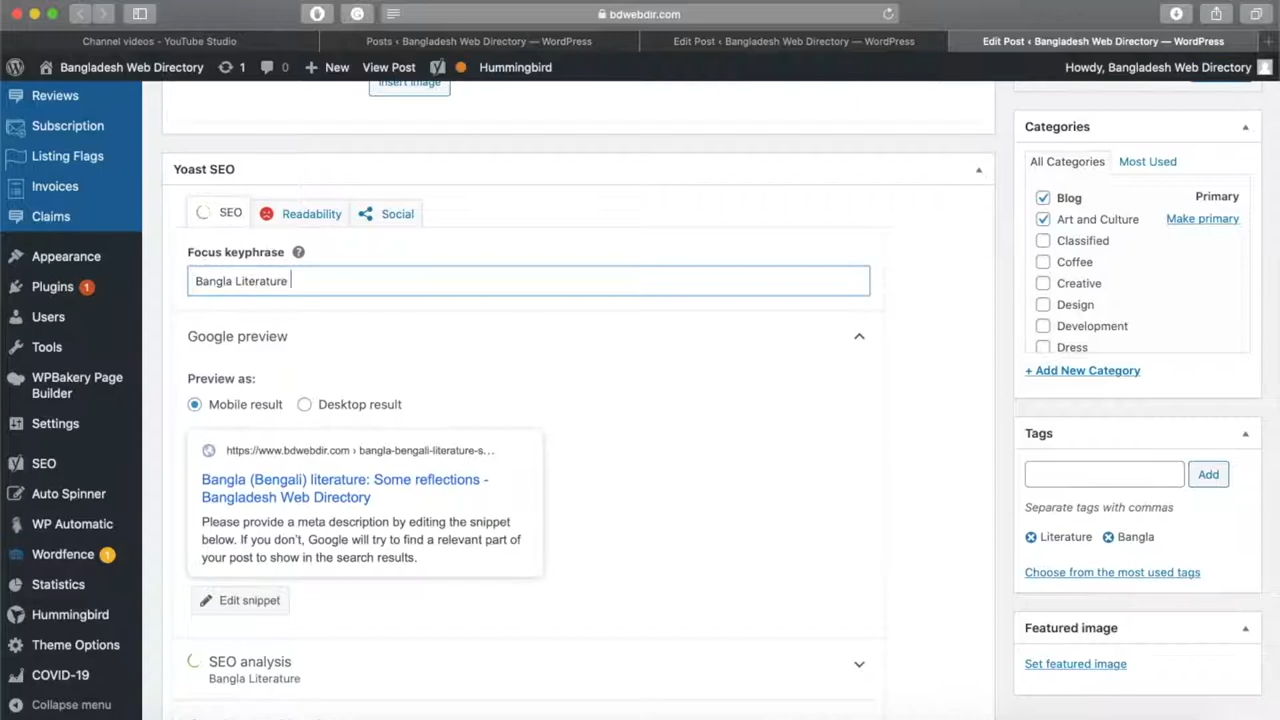 bdwebdir.com
Channel videos - YouTube Studio
Posts ‹ Bangladesh Web Directory — WordPress
Edit Post ‹ Bangladesh Web Directory — WordPress
Edit Post ‹ Bangladesh Web Directory — WordPress
Bangladesh Web Directory
1
0
New
View Post
Hummingbird
Howdy, Bangladesh Web Directory
Reviews
Subscription
Listing Flags
Invoices
Claims
Appearance
Plugins 1
Users
Tools
WPBakery Page
Builder
Settings
SEO
Auto Spinner
WP Automatic
Wordfence 1
Statistics
Hummingbird
Theme Options
COVID-19
Collapse menu
Insert image
Yoast SEO
SEO
Readability
Social
Focus keyphrase ?
Bangla Literature
Google preview
Preview as:
Mobile result
Desktop result
https://www.bdwebdir.com › bangla-bengali-literature-s…
Bangla (Bengali) literature: Some reflections -
Bangladesh Web Directory
Please provide a meta description by editing the snippet
below. If you don't, Google will try to find a relevant part of
your post to show in the search results.
Edit snippet
SEO analysis
Bangla Literature
Categories
All Categories
Most Used
Blog
Primary
Art and Culture
Make primary
Classified
Coffee
Creative
Design
Development
Dress
+ Add New Category
Tags
Add
Separate tags with commas
Literature
Bangla
Choose from the most used tags
Featured image
Set featured image